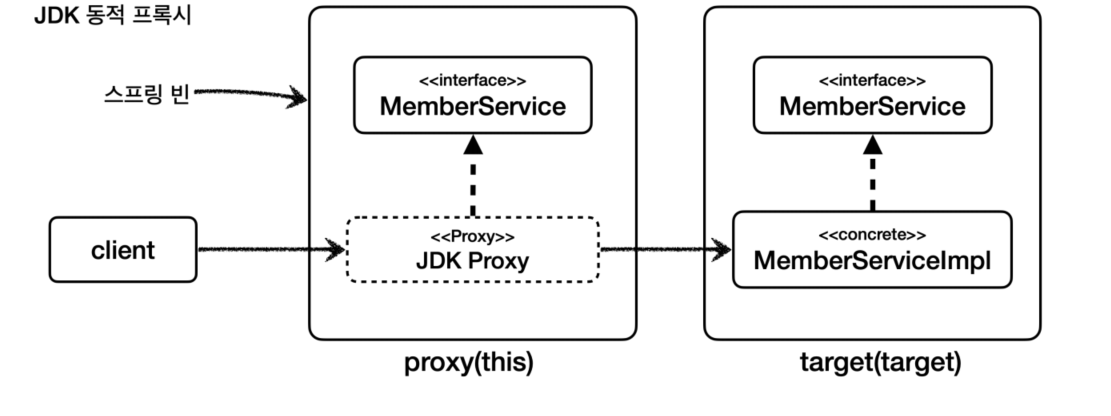 JDK 동적 프록시
스프링 빈
client
<<interface>>
MemberService
<<Proxy>>
JDK Proxy
proxy(this)
<<interface>>
MemberService
<<concrete>>
MemberServiceImpl
target(target)